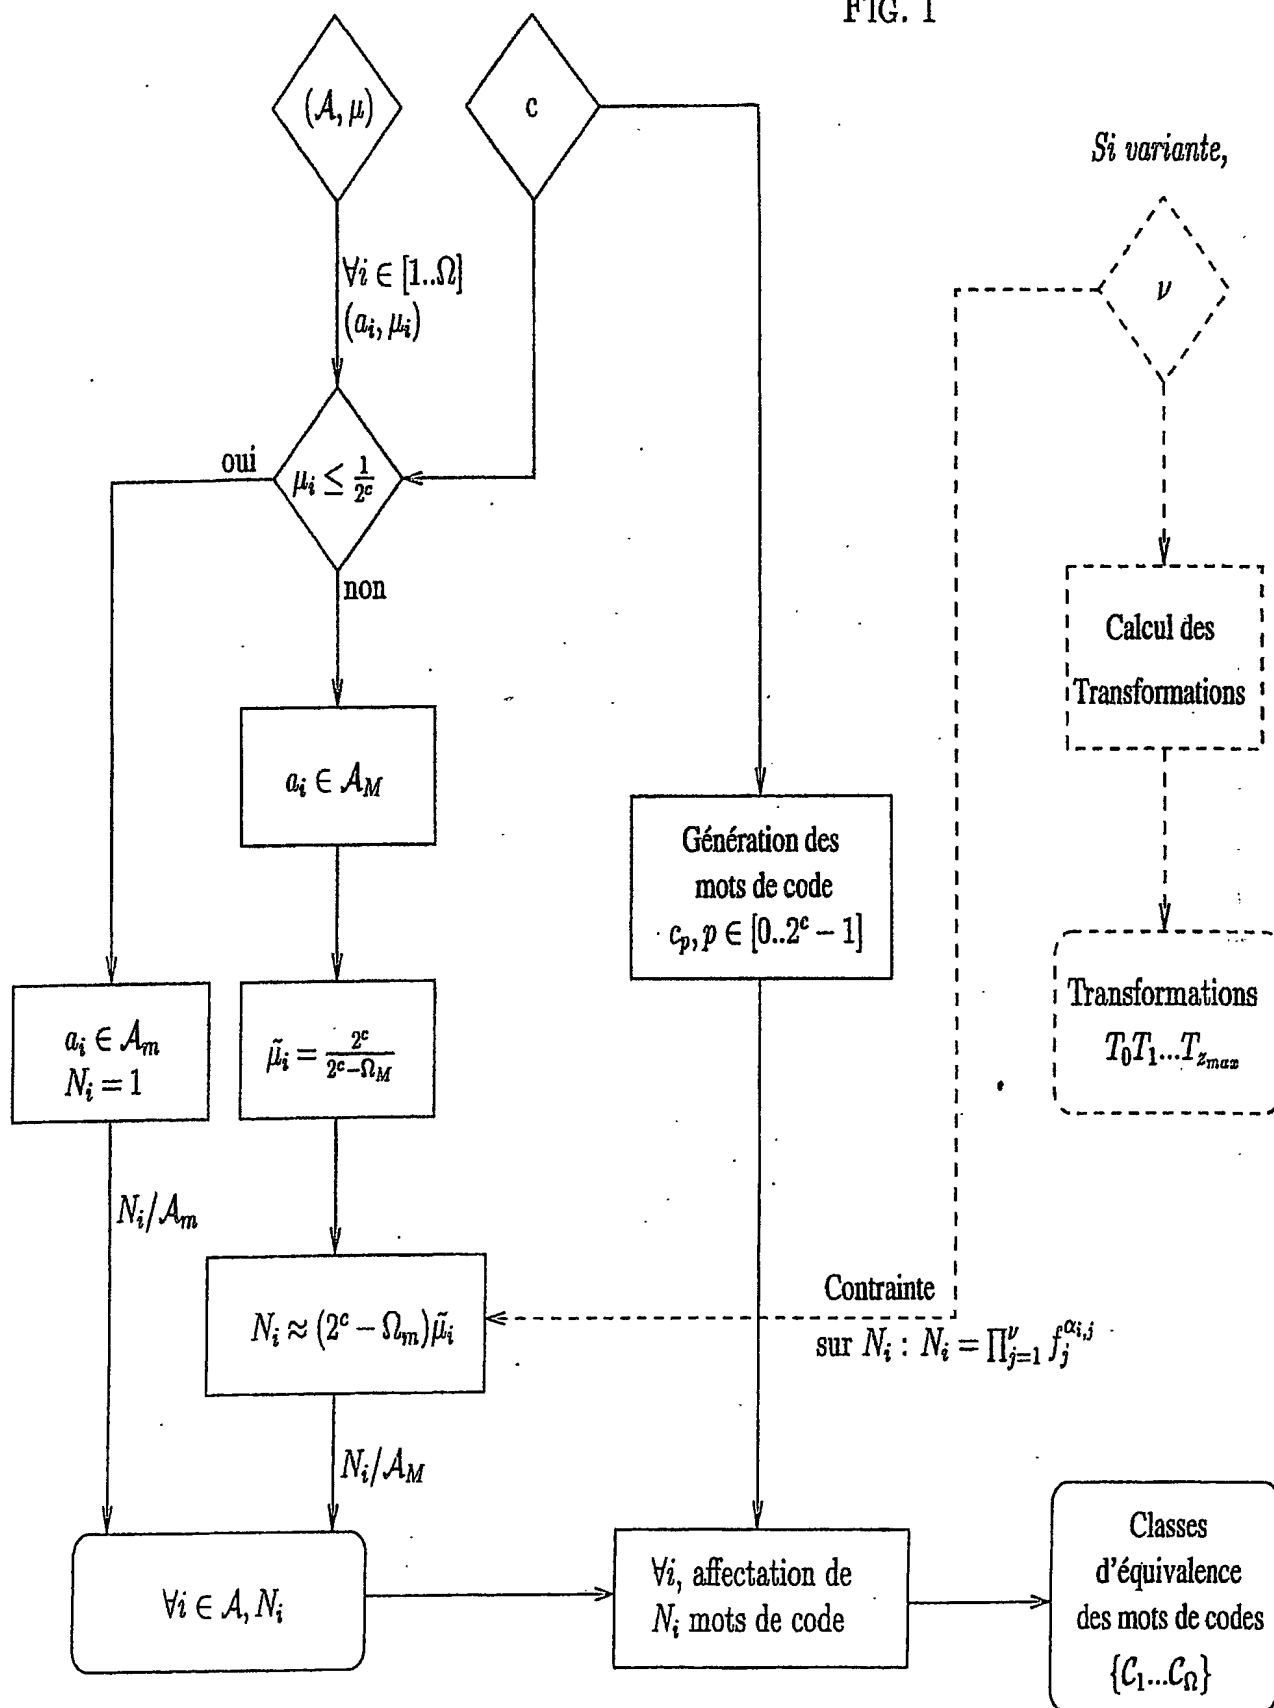 FIG. 1
(𝒜, μ)
c
Si variante,
∀i ∈ [1..Ω]
(aᵢ, μᵢ)
ν
oui
μᵢ ≤ 1/2ᶜ
non
Calcul des
Transformations
aᵢ ∈ 𝒜_M
Génération des
mots de code
c_p, p ∈ [0..2ᶜ − 1]
Transformations
T₀T₁...T_{z_max}
aᵢ ∈ 𝒜_m
Nᵢ = 1
μ̃ᵢ = 2ᶜ/(2ᶜ−Ω_M)
Nᵢ/𝒜_m
Contrainte
Nᵢ ≈ (2ᶜ − Ω_m)μ̃ᵢ
sur Nᵢ : Nᵢ = ∏_{j=1}^{ν} f_j^{α_{i,j}}
Nᵢ/𝒜_M
∀i ∈ 𝒜, Nᵢ
∀i, affectation de
Nᵢ mots de code
Classes
d'équivalence
des mots de codes
{𝒞₁...𝒞_Ω}